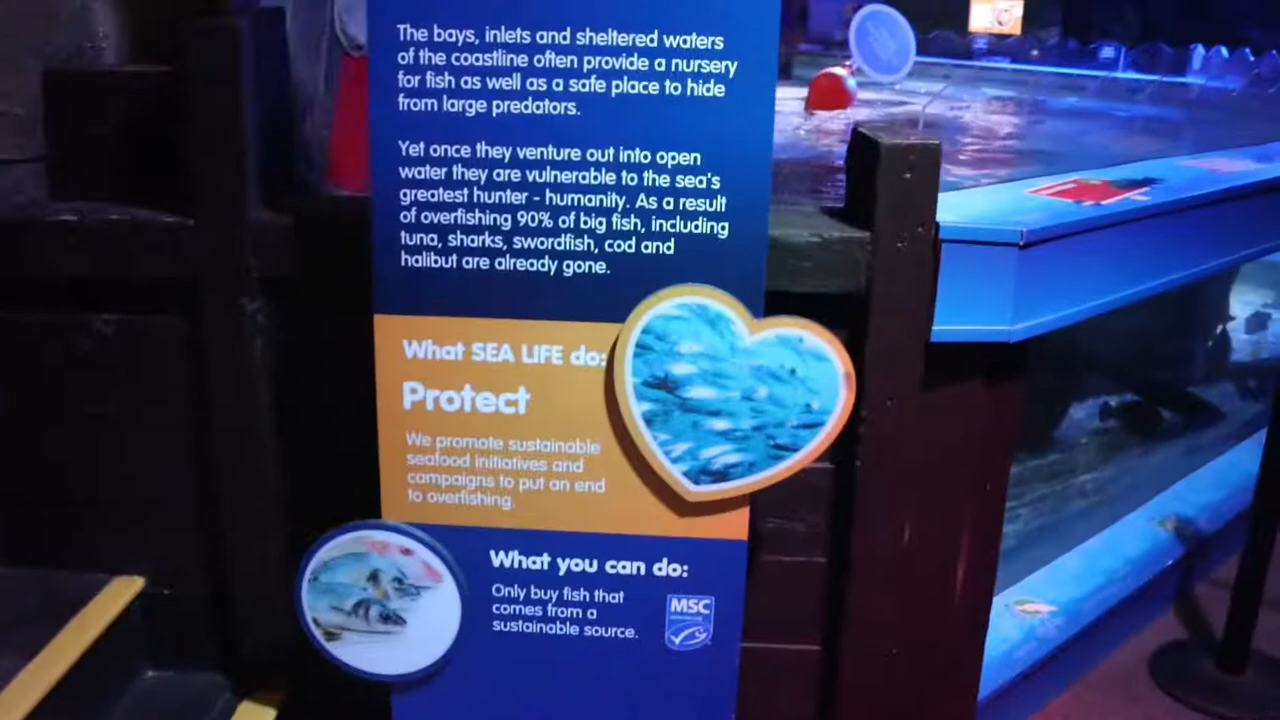 The bays, inlets and sheltered waters
of the coastline often provide a nursery
for fish as well as a safe place to hide
from large predators.
Yet once they venture out into open
water they are vulnerable to the sea's
greatest hunter - humanity. As a result
of overfishing 90% of big fish, including
tuna, sharks, swordfish, cod and
halibut are already gone.
What SEA LIFE do:
Protect
We promote sustainable
seafood initiatives and
campaigns to put an end
to overfishing.
What you can do:
Only buy fish that
comes from a
sustainable source.
MSC